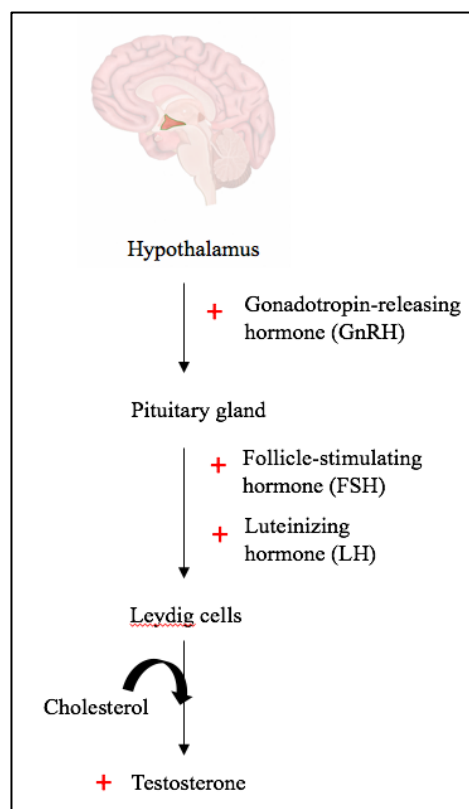 Hypothalamus
+ Gonadotropin-releasing
hormone (GnRH)
Pituitary gland
+ Follicle-stimulating
hormone (FSH)
+ Luteinizing
hormone (LH)
Leydig cells
Cholesterol
+ Testosterone